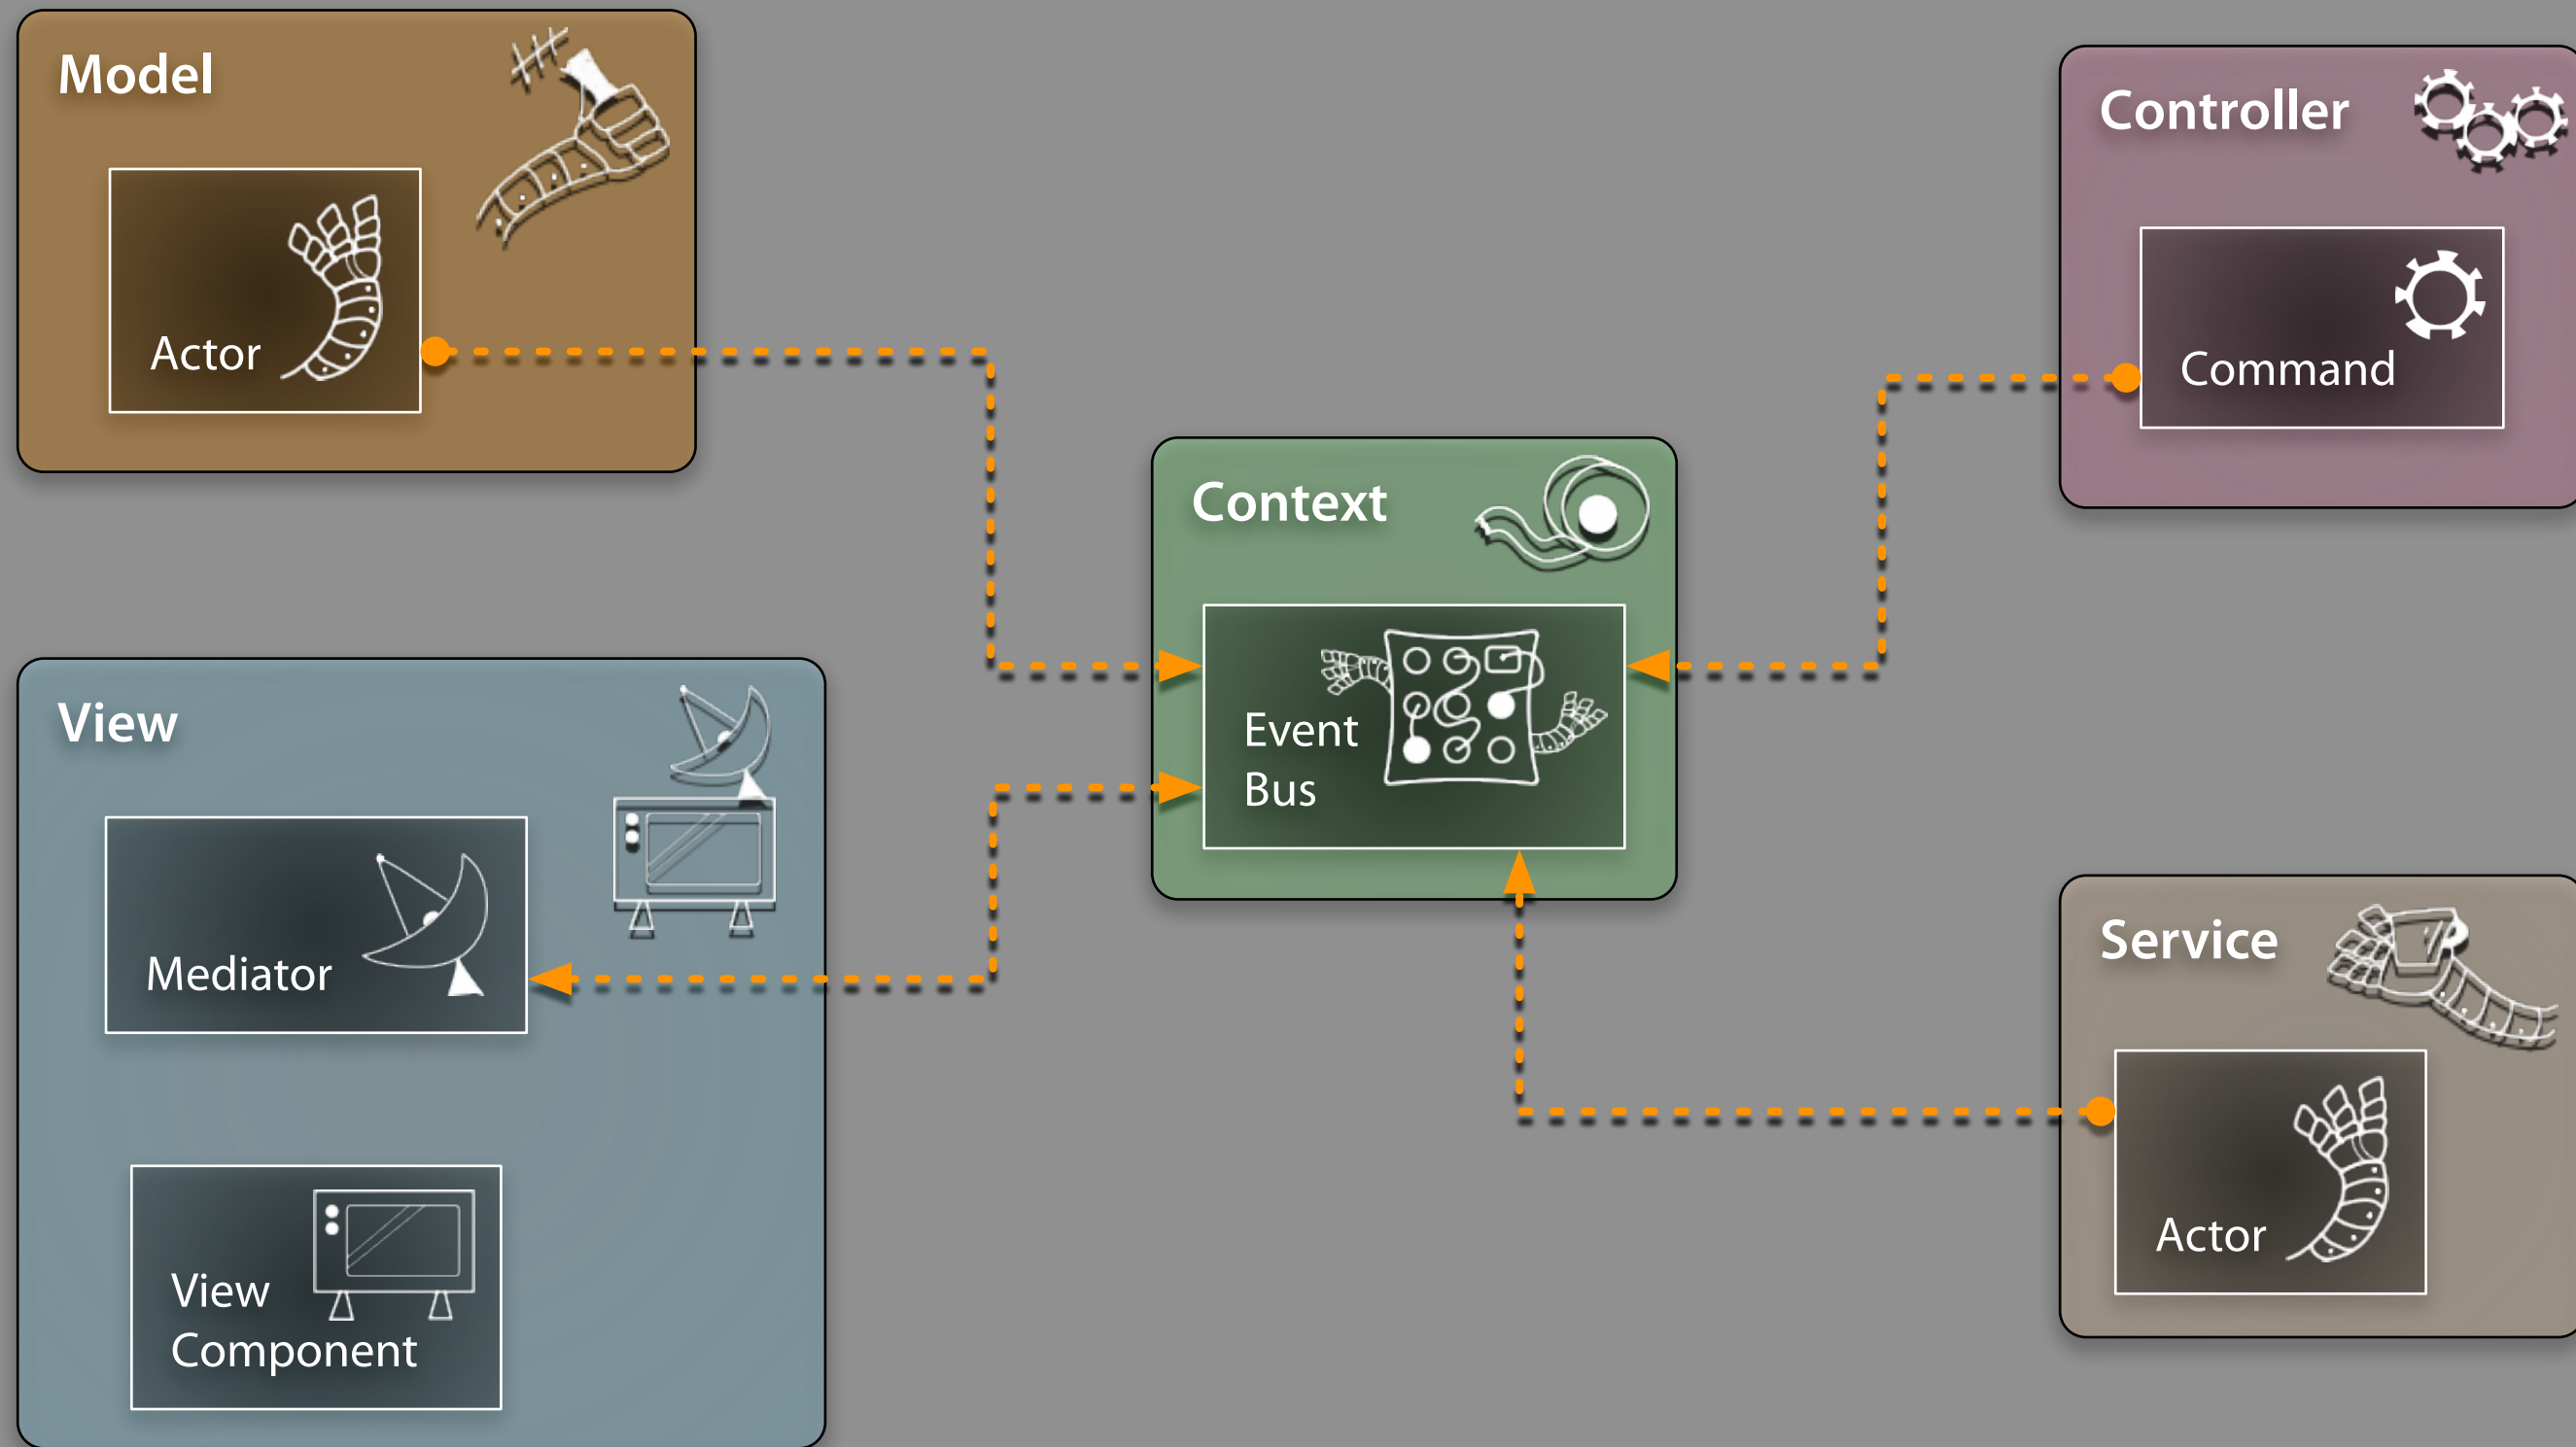 Model
Actor
Controller
Command
Context
Event
Bus
View
Mediator
View
Component
Service
Actor